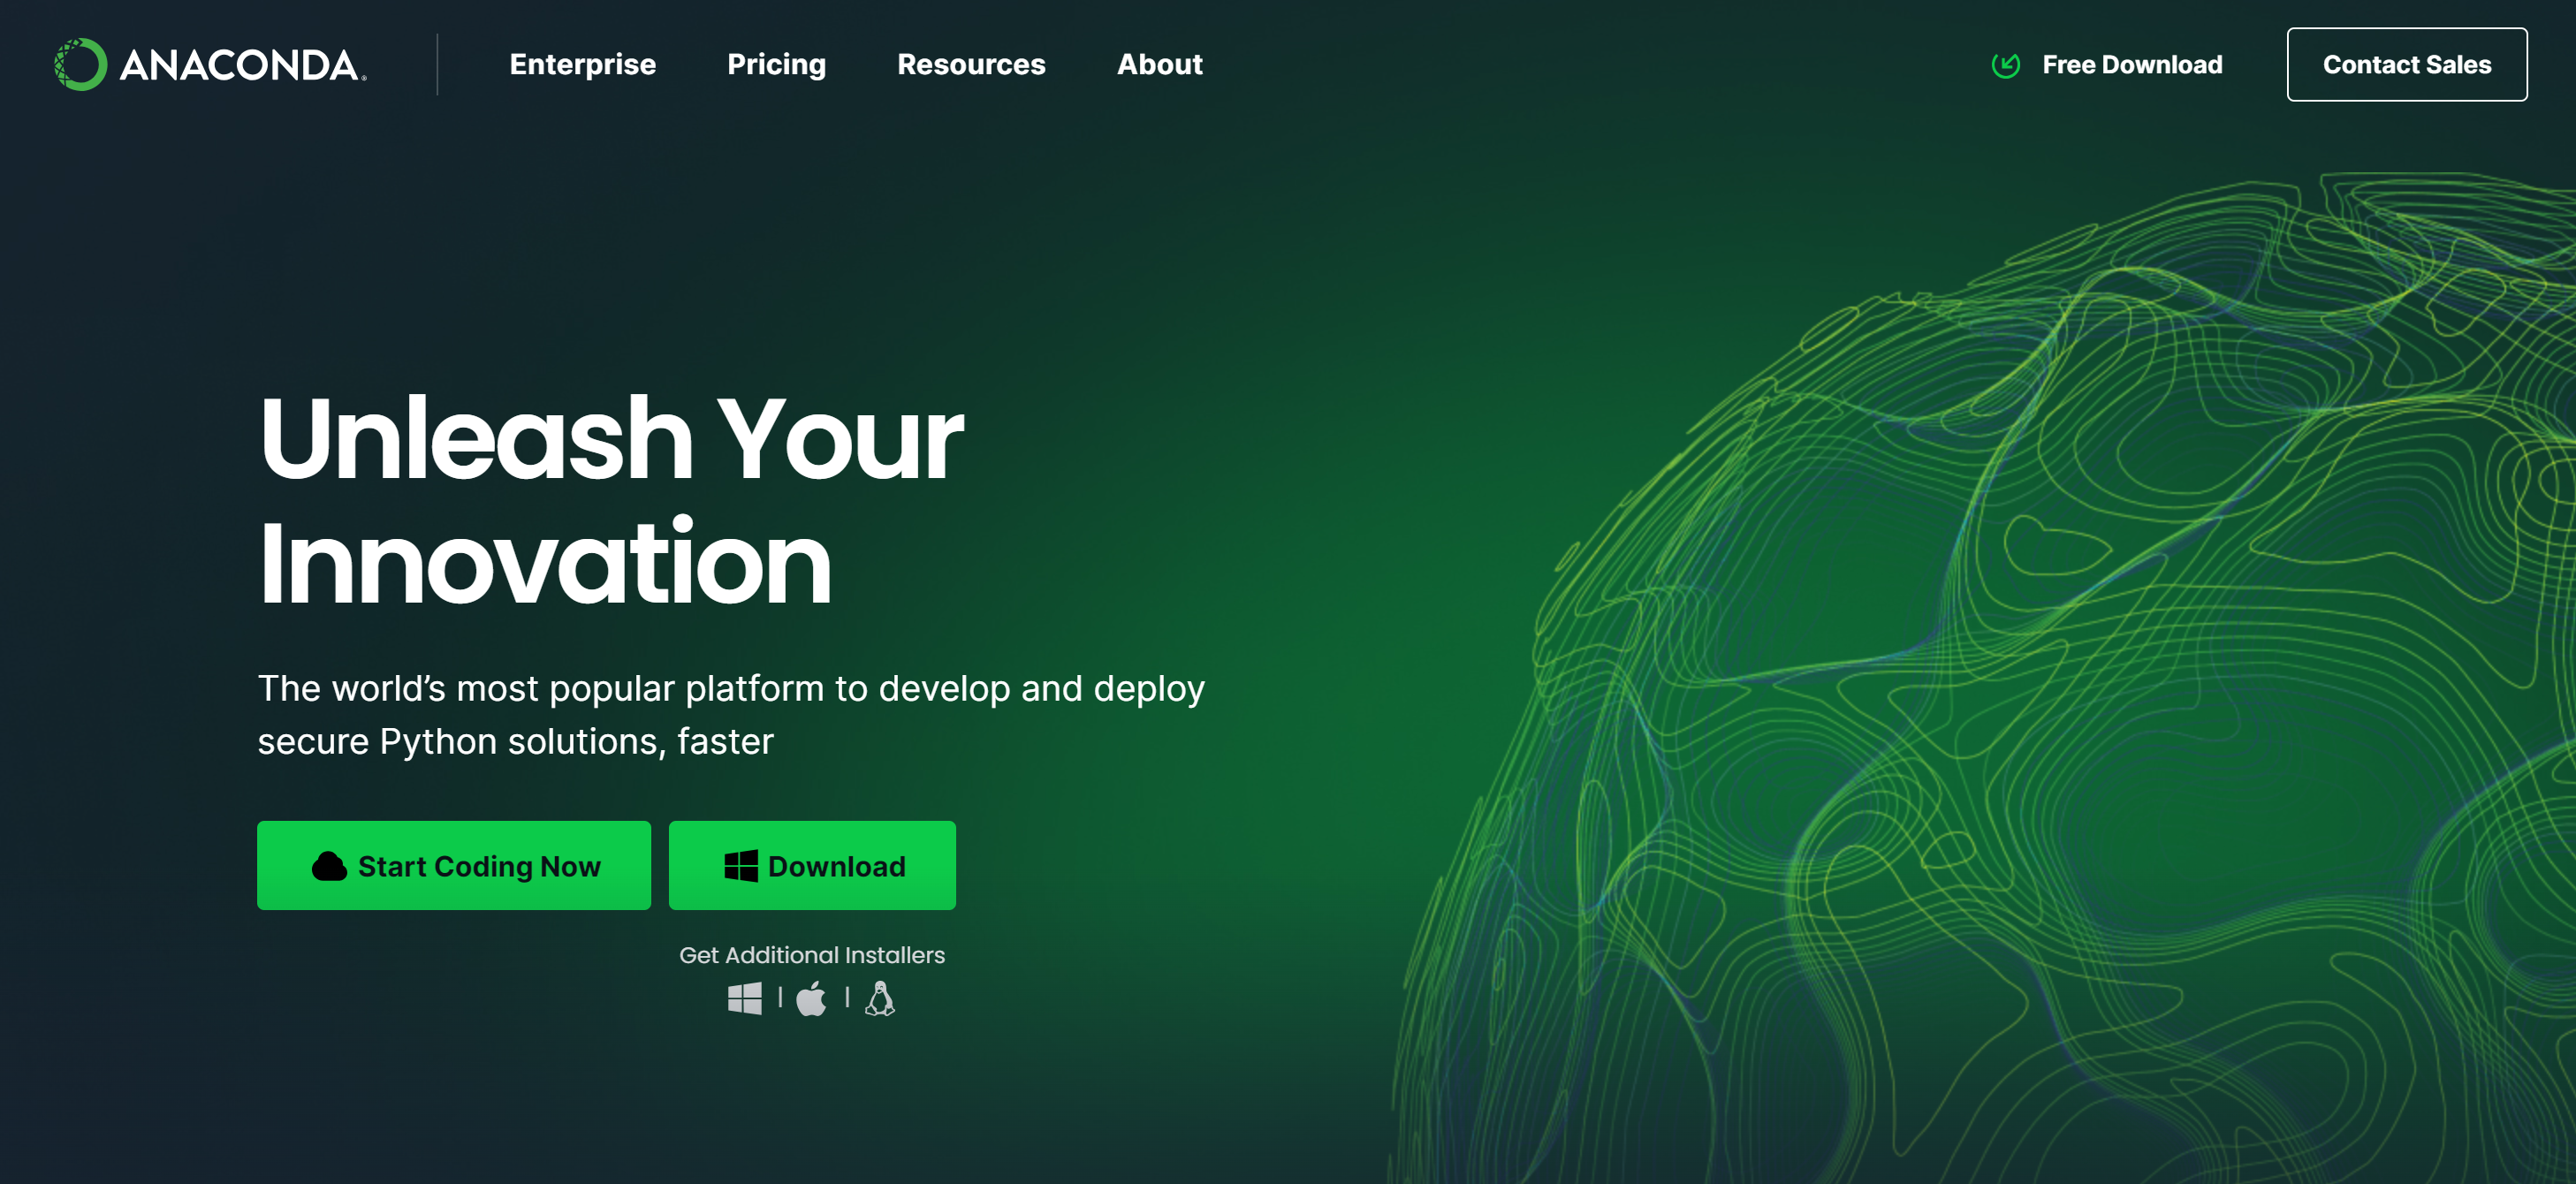 ANACONDA®
Enterprise
Pricing
Resources
About
Free Download
Contact Sales
Unleash Your
Innovation
The world’s most popular platform to develop and deploy
secure Python solutions, faster
Start Coding Now
Download
Get Additional Installers